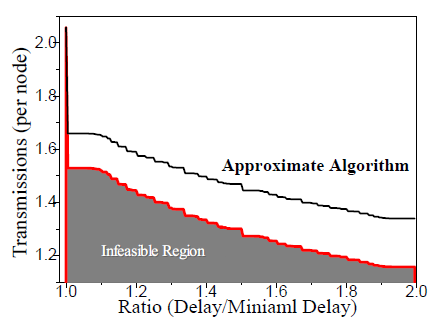 Transmissions (per node)
2.0
1.8
1.6
1.4
1.2
Approximate Algorithm
Infeasible Region
1.0 1.2 1.4 1.6 1.8 2.0
Ratio (Delay/Miniaml Delay)